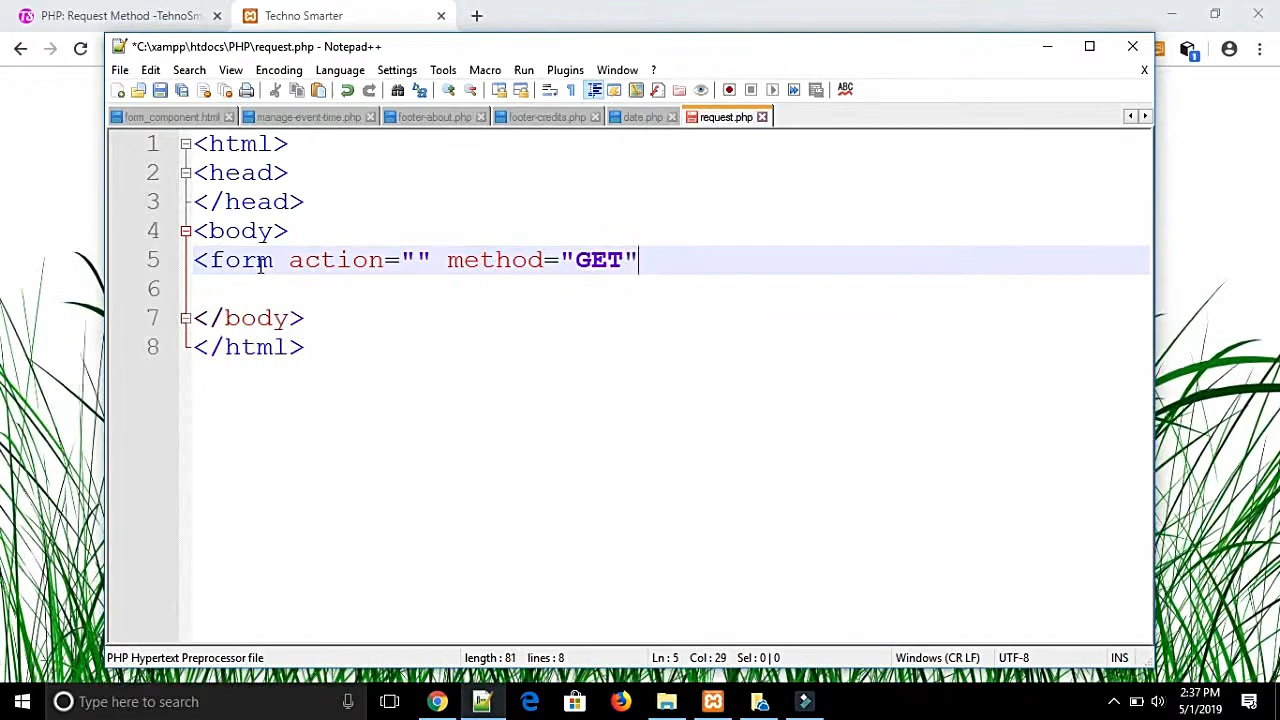 PHP: Request Method -TehnoSm
Techno Smarter
*C:\xampp\htdocs\PHP\request.php - Notepad++
File Edit Search View Encoding Language Settings Tools Macro Run Plugins Window ? X
ABC
form_component.html manage-event-time.php footer-about.php footer-credits.php date.php request.php
1 <html>
2 <head>
3 </head>
4 <body>
5 <form action="" method="GET"
6
7 </body>
8 </html>
PHP Hypertext Preprocessor file length : 81 lines : 8 Ln : 5 Col : 29 Sel : 0 | 0 Windows (CR LF) UTF-8 INS
Type here to search
2:37 PM
5/1/2019